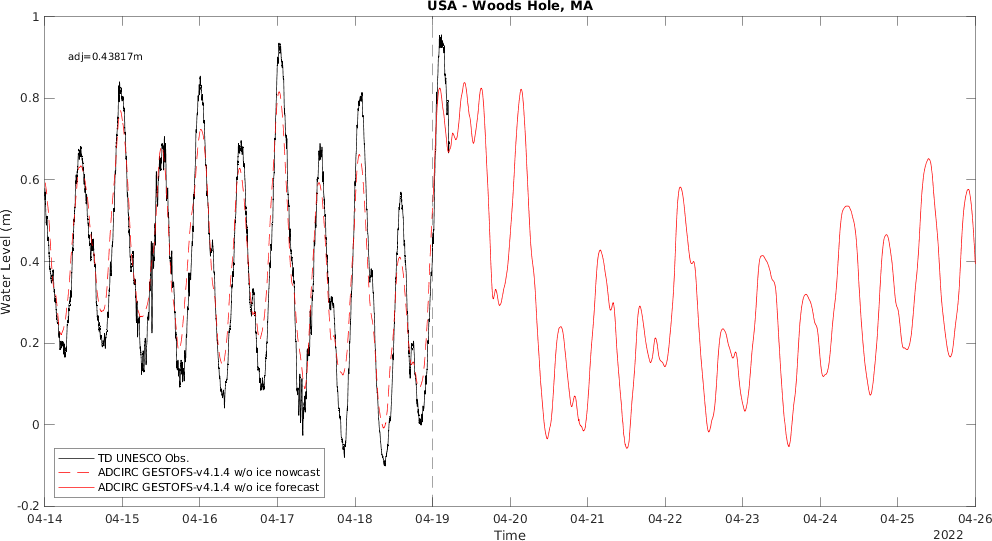 USA - Woods Hole, MA
adj=0.43817m
1
0.8
0.6
0.4
0.2
0
-0.2
Water Level (m)
TD UNESCO Obs.
ADCIRC GESTOFS-v4.1.4 w/o ice nowcast
ADCIRC GESTOFS-v4.1.4 w/o ice forecast
04-14 04-15 04-16 04-17 04-18 04-19 04-20 04-21 04-22 04-23 04-24 04-25 04-26
Time
2022